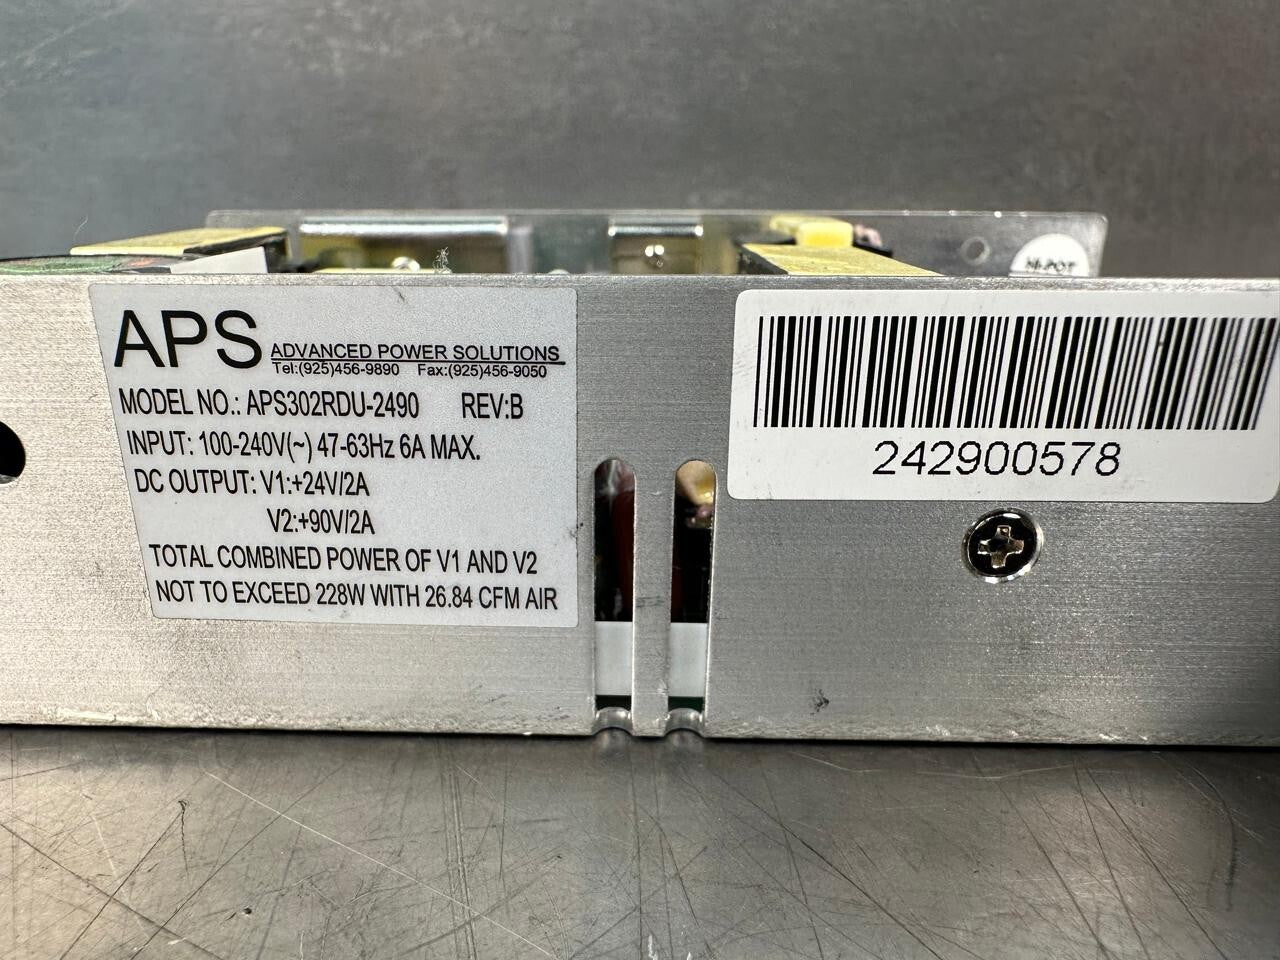 HI-POT
APS ADVANCED POWER SOLUTIONS
Tel:(925)456-9890 Fax:(925)456-9050
MODEL NO.: APS302RDU-2490 REV:B
INPUT: 100-240V(~) 47-63Hz 6A MAX.
DC OUTPUT: V1:+24V/2A
V2:+90V/2A
TOTAL COMBINED POWER OF V1 AND V2
NOT TO EXCEED 228W WITH 26.84 CFM AIR
242900578